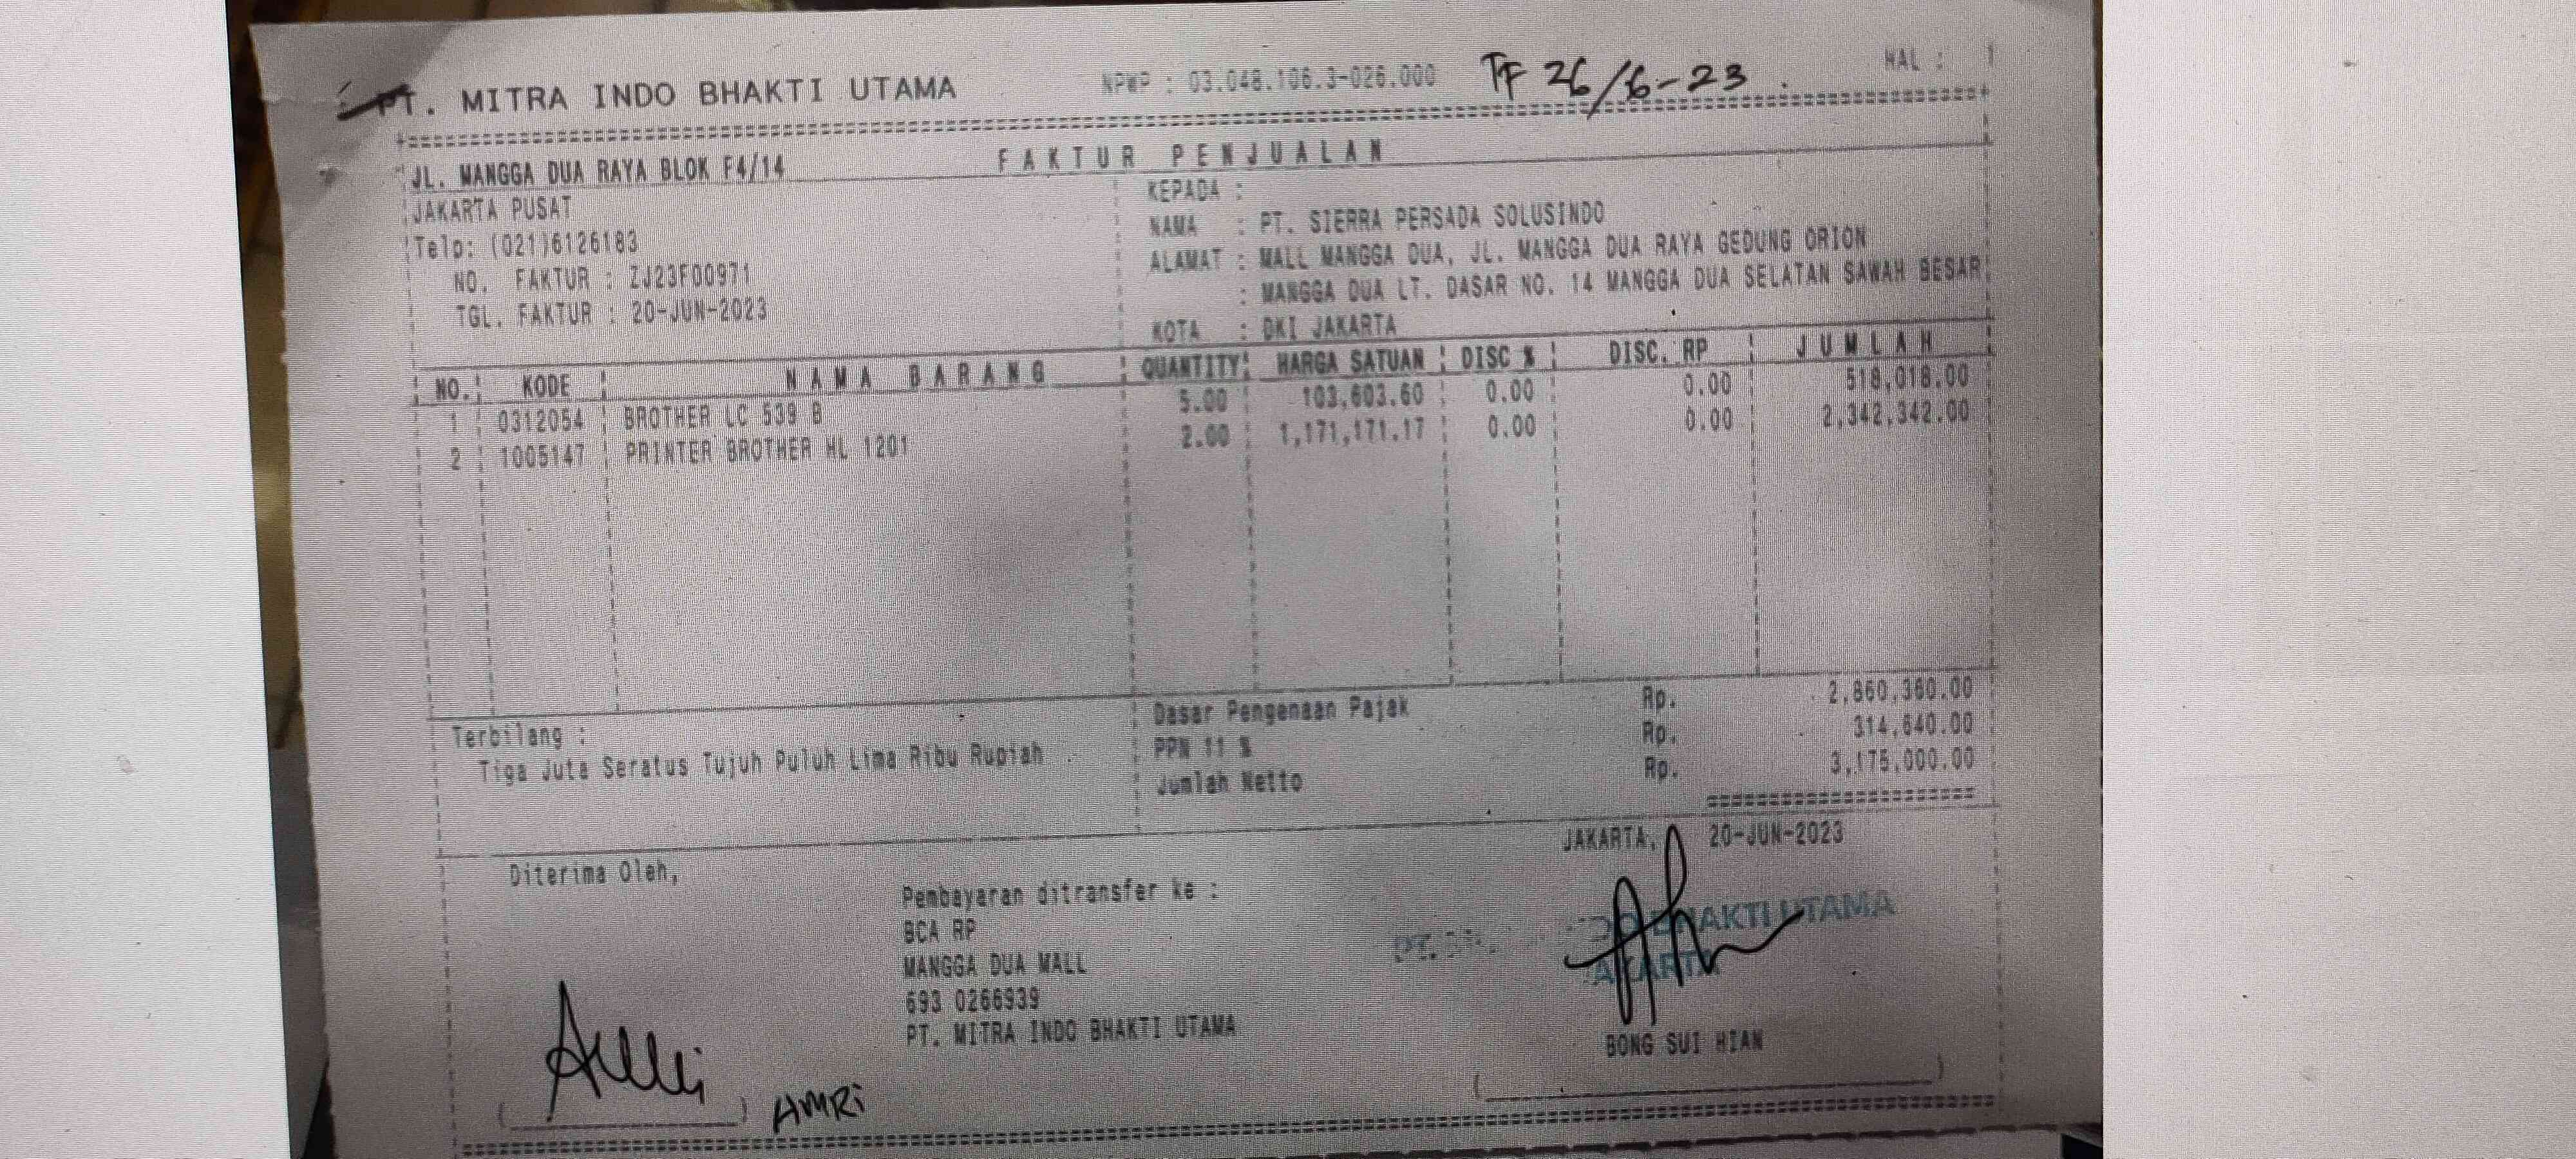 PT. MITRA INDO BHAKTI UTAMA NPWP : 03.048.106.3-026.000 TF 26/6-23 . HAL : 1
FAKTUR PENJUALAN
JL. MANGGA DUA RAYA BLOK F4/14
JAKARTA PUSAT
Telp: (021)6126183
NO. FAKTUR : ZJ23F00971
TGL. FAKTUR : 20-JUN-2023
KEPADA :
NAMA : PT. SIERRA PERSADA SOLUSINDO
ALAMAT : MALL MANGGA DUA, JL. MANGGA DUA RAYA GEDUNG ORION
: MANGGA DUA LT. DASAR NO. 14 MANGGA DUA SELATAN SAWAH BESAR
KOTA : DKI JAKARTA
NO. KODE NAMA BARANG QUANTITY HARGA SATUAN DISC % DISC. RP JUMLAH
1 0312054 BROTHER LC 539 B 5.00 103,603.60 0.00 0.00 518,018.00
2 1005147 PRINTER BROTHER HL 1201 2.00 1,171,171.17 0.00 0.00 2,342,342.00
Terbilang :
Tiga Juta Seratus Tujuh Puluh Lima Ribu Rupiah
Dasar Pengenaan Pajak Rp. 2,860,360.00
PPN 11 % Rp. 314,640.00
Jumlah Netto Rp. 3,175,000.00
JAKARTA, 20-JUN-2023
Diterima Oleh,
Pembayaran ditransfer ke :
BCA RP
MANGGA DUA MALL
693 0266939
PT. MITRA INDO BHAKTI UTAMA
AMRi
BHAKTI UTAMA
JAKARTA
BONG SUI HIAN